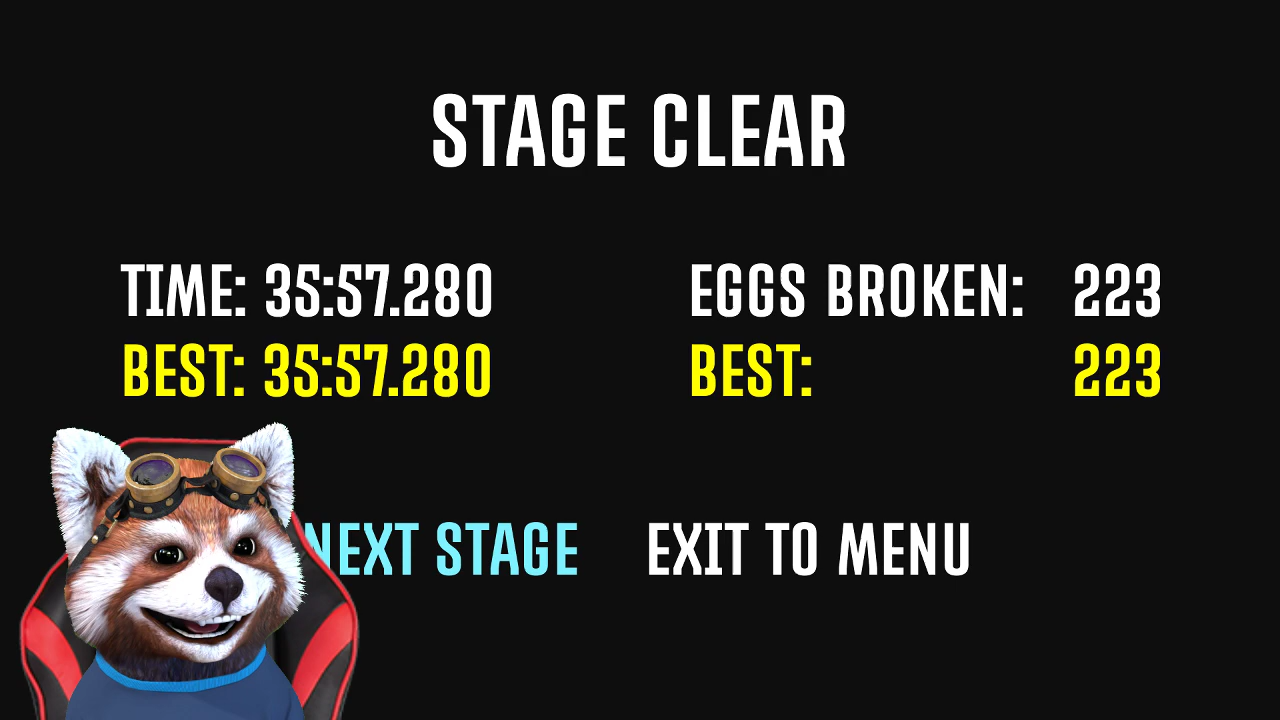 STAGE CLEAR
TIME: 35:57.280 EGGS BROKEN: 223
BEST: 35:57.280 BEST: 223
NEXT STAGE EXIT TO MENU